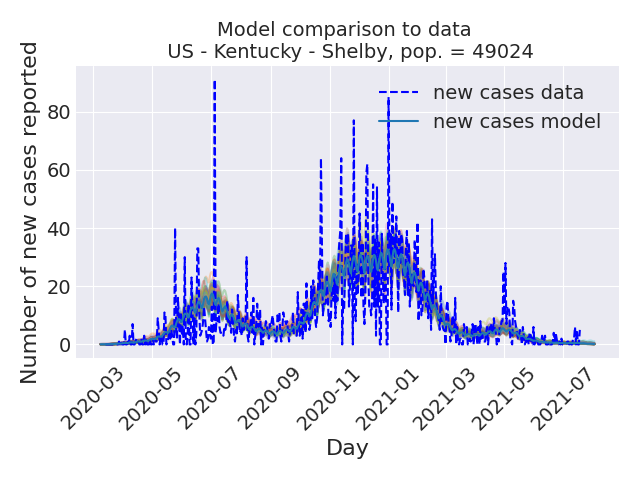 Model comparison to data
US - Kentucky - Shelby, pop. = 49024
Number of new cases reported
80
60
40
20
0
new cases data
new cases model
2020-03
2020-05
2020-07
2020-09
2020-11
2021-01
2021-03
2021-05
2021-07
Day